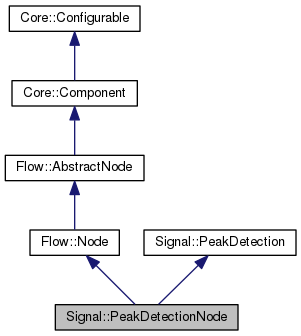 Core::Configurable
Core::Component
Flow::AbstractNode
Flow::Node
Signal::PeakDetection
Signal::PeakDetectionNode